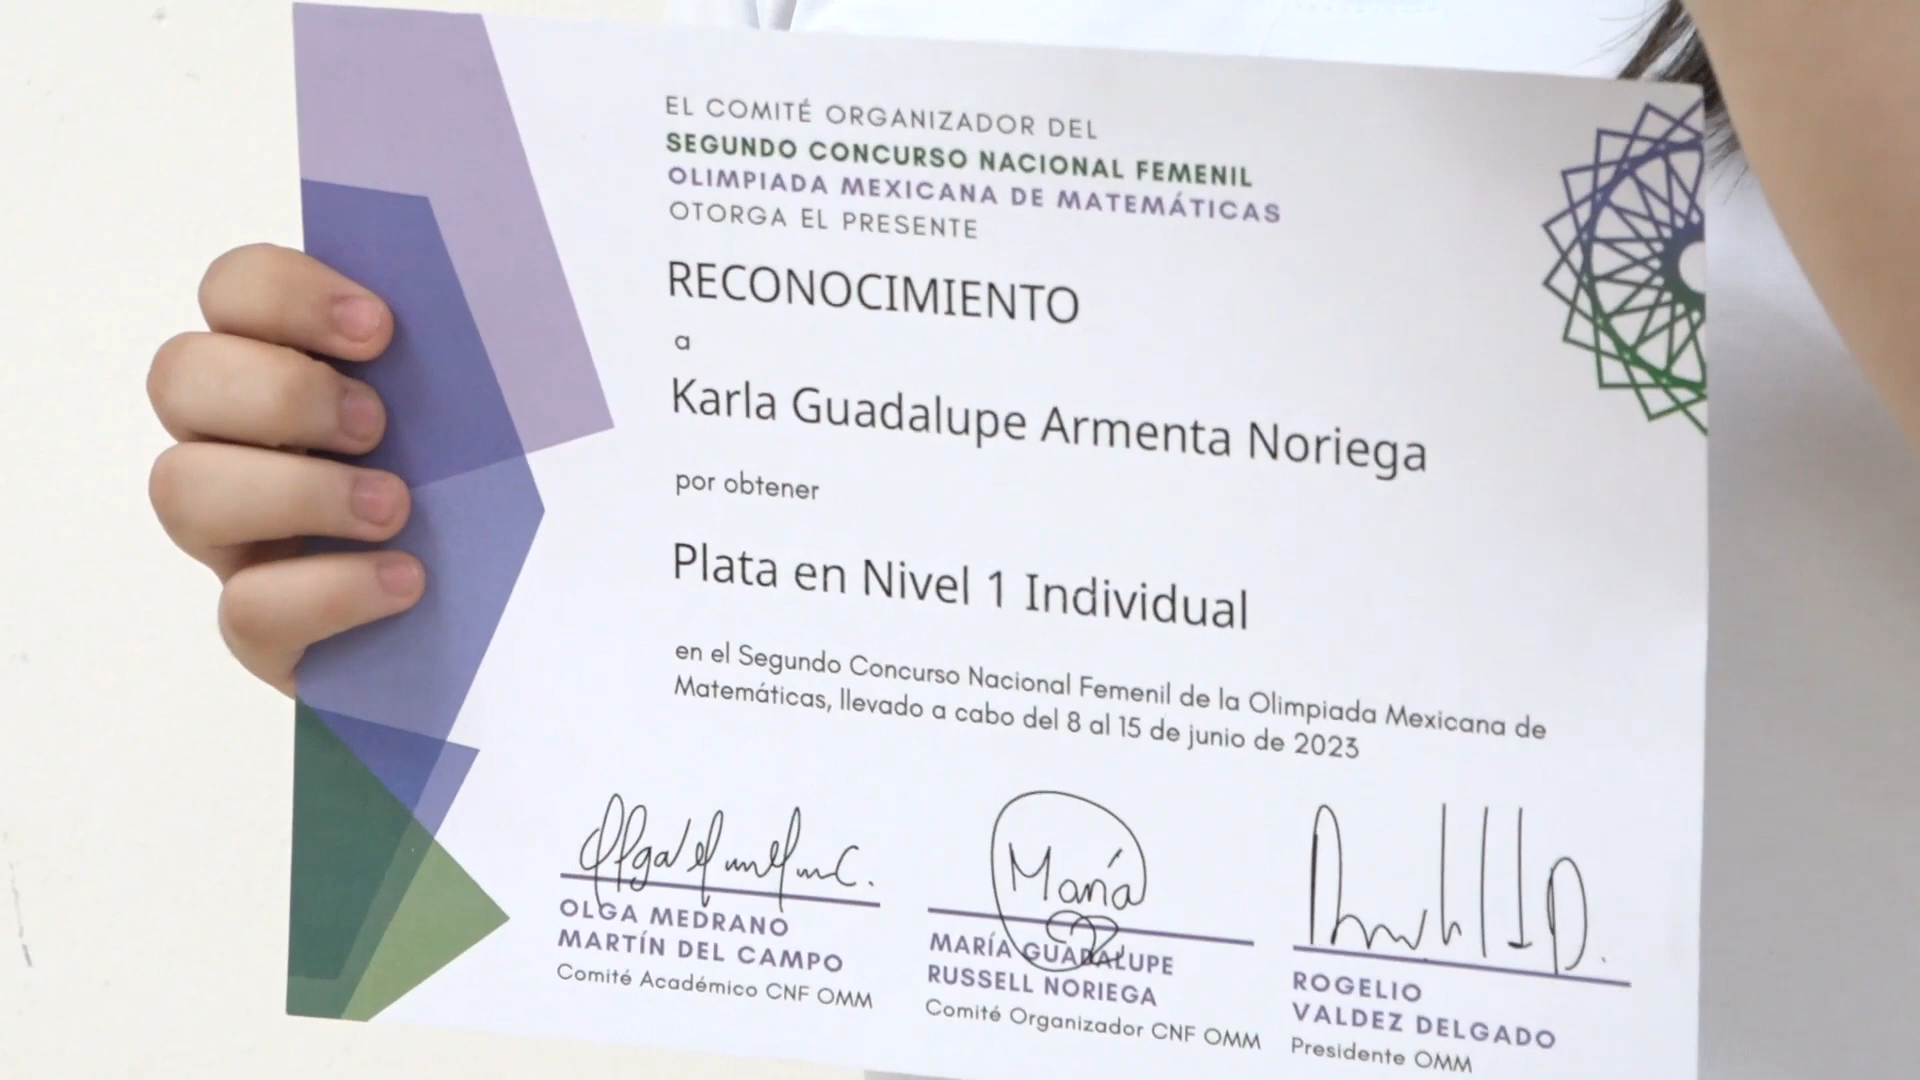 EL COMITÉ ORGANIZADOR DEL
SEGUNDO CONCURSO NACIONAL FEMENIL
OLIMPIADA MEXICANA DE MATEMÁTICAS
OTORGA EL PRESENTE
RECONOCIMIENTO
a
Karla Guadalupe Armenta Noriega
por obtener
Plata en Nivel 1 Individual
en el Segundo Concurso Nacional Femenil de la Olimpiada Mexicana de
Matemáticas, llevado a cabo del 8 al 15 de junio de 2023
María
OLGA MEDRANO
MARTÍN DEL CAMPO
Comité Académico CNF OMM
MARÍA GUADALUPE
RUSSELL NORIEGA
Comité Organizador CNF OMM
ROGELIO
VALDEZ DELGADO
Presidente OMM